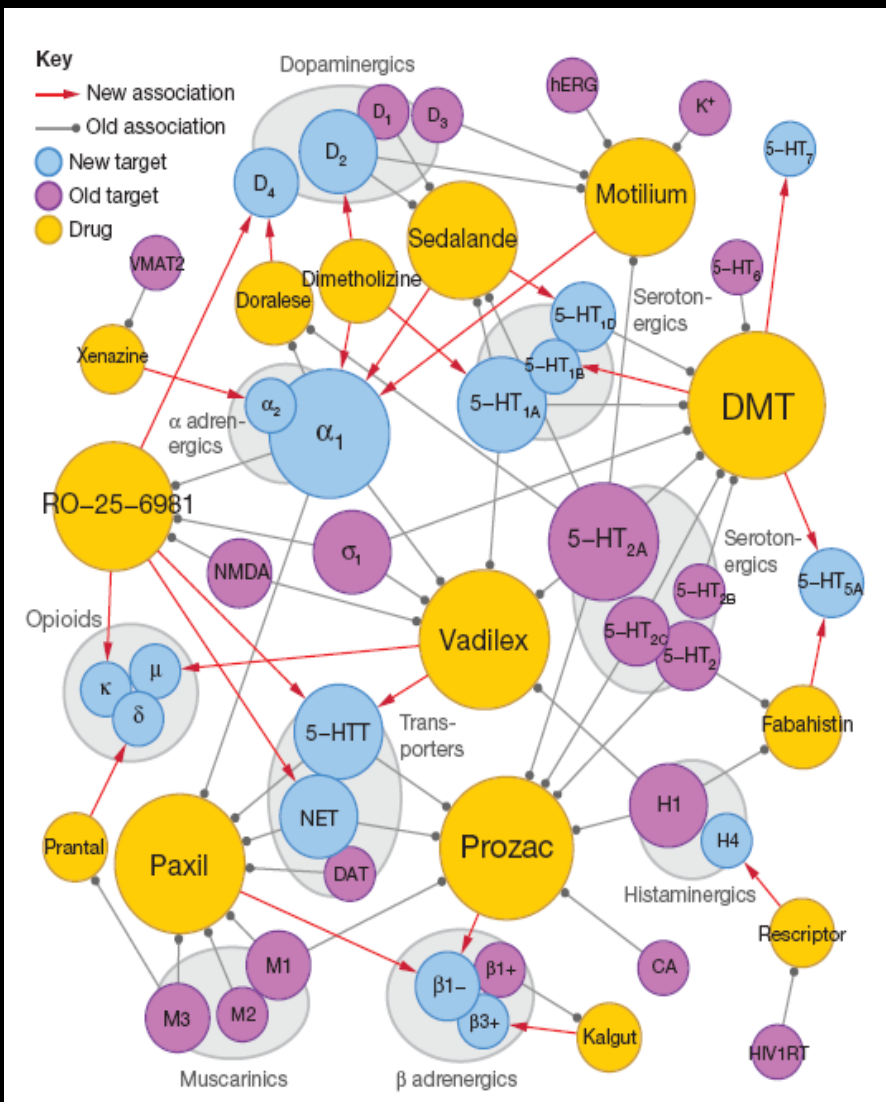 Key
New association
Old association
New target
Old target
Drug
Dopaminergics
D₁
D₃
D₂
D₄
hERG
K⁺
5−HT₇
Motilium
Sedalande
VMAT2
Doralese
Dimetholizine
5−HT₆
Seroton-
ergics
5−HT₁D
5−HT₁B
5−HT₁A
Xenazine
α₂
α adren-
ergics
α₁
DMT
RO−25−6981
NMDA
σ₁
5−HT₂A
Seroton-
ergics
5−HT₂B
5−HT₅A
5−HT₂C
5−HT₂
Opioids
κ
μ
δ
Vadilex
5−HTT
Trans-
porters
Fabahistin
NET
DAT
H1
H4
Histaminergics
Prantal
Paxil
Prozac
Rescriptor
M1
M2
M3
Muscarinics
β1−
β1+
β3+
β adrenergics
CA
Kalgut
HIV1RT